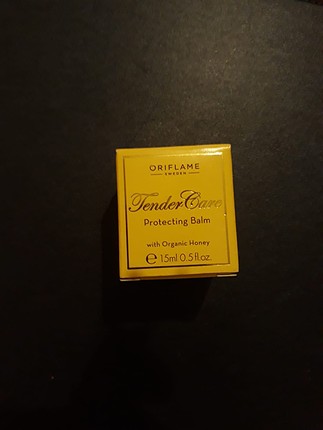 ORIFLAME
SWEDEN
Tender Care
Protecting Balm
with Organic Honey
℮ 15ml 0.5 fl.oz.